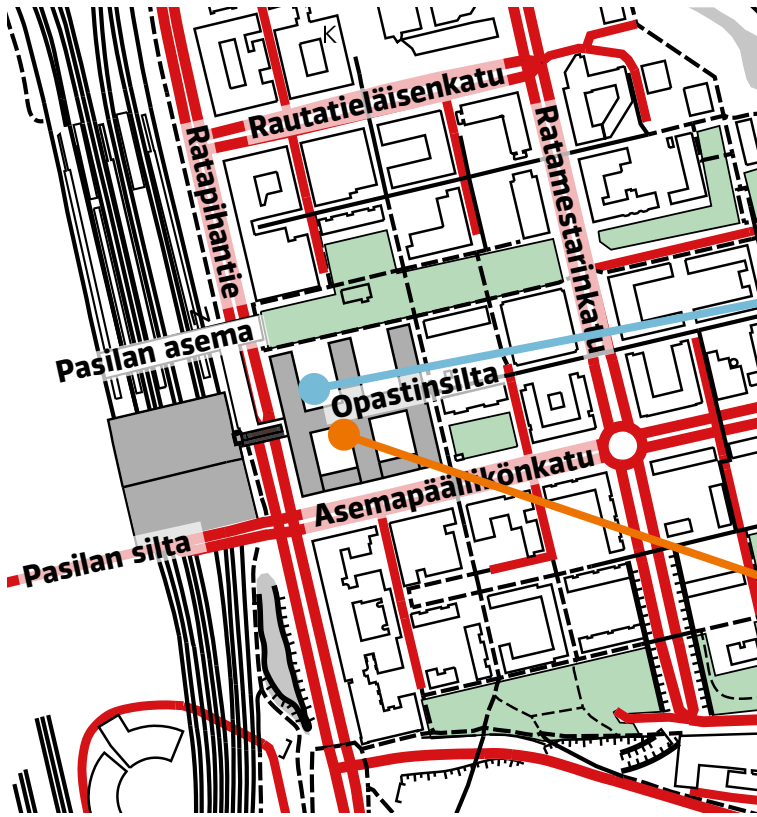 K
Rautatieläisenkatu
Ratapihantie
Ratamestarinkatu
Pasilan asema
Opastinsilta
Asemapäällikönkatu
Pasilan silta